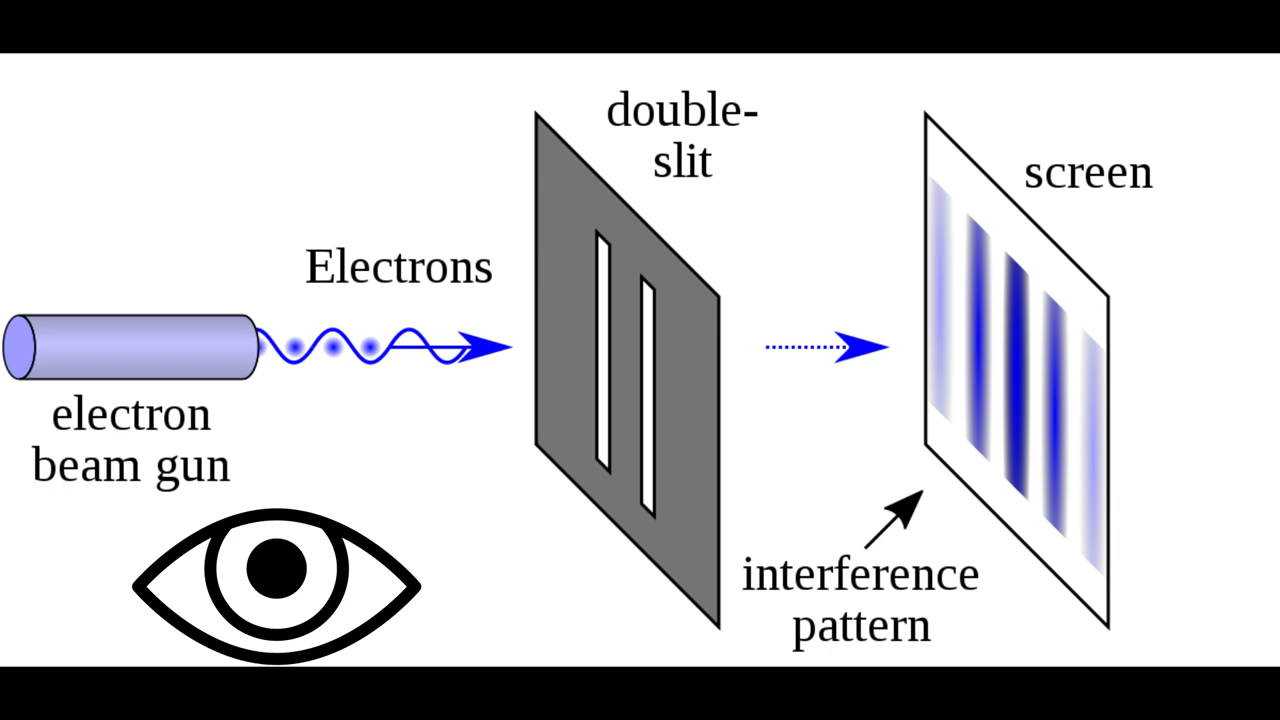 double-
slit
screen
Electrons
electron
beam gun
interference
pattern